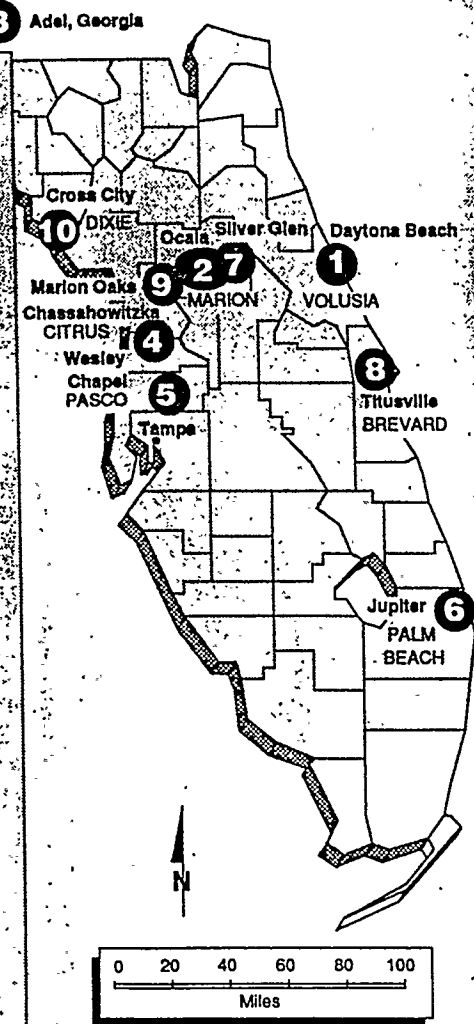 3 Adel, Georgia
Cross City
10 DIXIE
Ocala Silver Glen Daytona Beach
9 2 7 1
Marion Oaks MARION VOLUSIA
Chassahowitzka
CITRUS 4
Wesley
Chapel 8
PASCO 5 Titusville
BREVARD
Tampa
Jupiter 6
PALM
BEACH
N
0 20 40 60 80 100
Miles